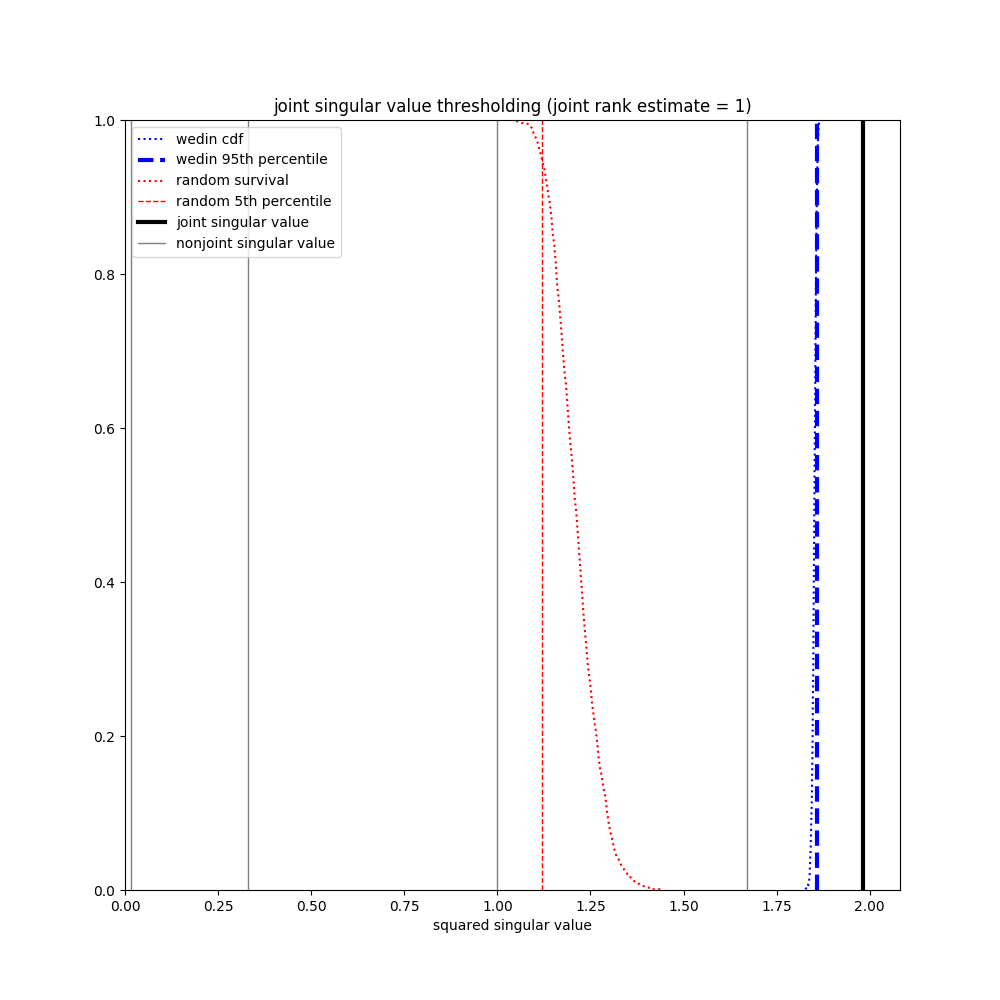 joint singular value thresholding (joint rank estimate = 1)
1.0
0.8
0.6
0.4
0.2
0.0
wedin cdf
wedin 95th percentile
random survival
random 5th percentile
joint singular value
nonjoint singular value
0.00 0.25 0.50 0.75 1.00 1.25 1.50 1.75 2.00
squared singular value